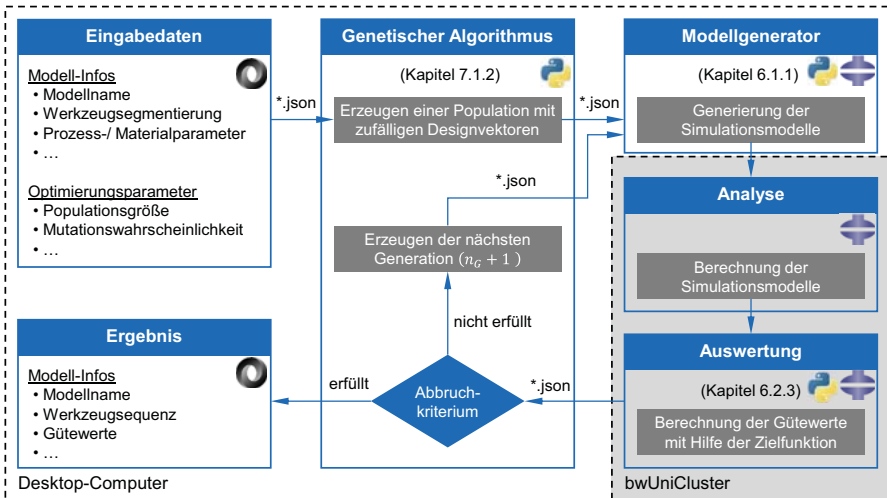 Eingabedaten
Modell-Infos
• Modellname
• Werkzeugsegmentierung
• Prozess-/ Materialparameter
• ...
Optimierungsparameter
• Populationsgröße
• Mutationswahrscheinlichkeit
• ...
*.json
Genetischer Algorithmus
(Kapitel 7.1.2)
Erzeugen einer Population mit
zufälligen Designvektoren
*.json
*.json
Erzeugen der nächsten
Generation (n_G + 1 )
nicht erfüllt
Abbruch-
kriterium
erfüllt
*.json
Modellgenerator
(Kapitel 6.1.1)
Generierung der
Simulationsmodelle
Analyse
Berechnung der
Simulationsmodelle
Auswertung
(Kapitel 6.2.3)
Berechnung der Gütewerte
mit Hilfe der Zielfunktion
Ergebnis
Modell-Infos
• Modellname
• Werkzeugsequenz
• Gütewerte
• ...
Desktop-Computer
bwUniCluster